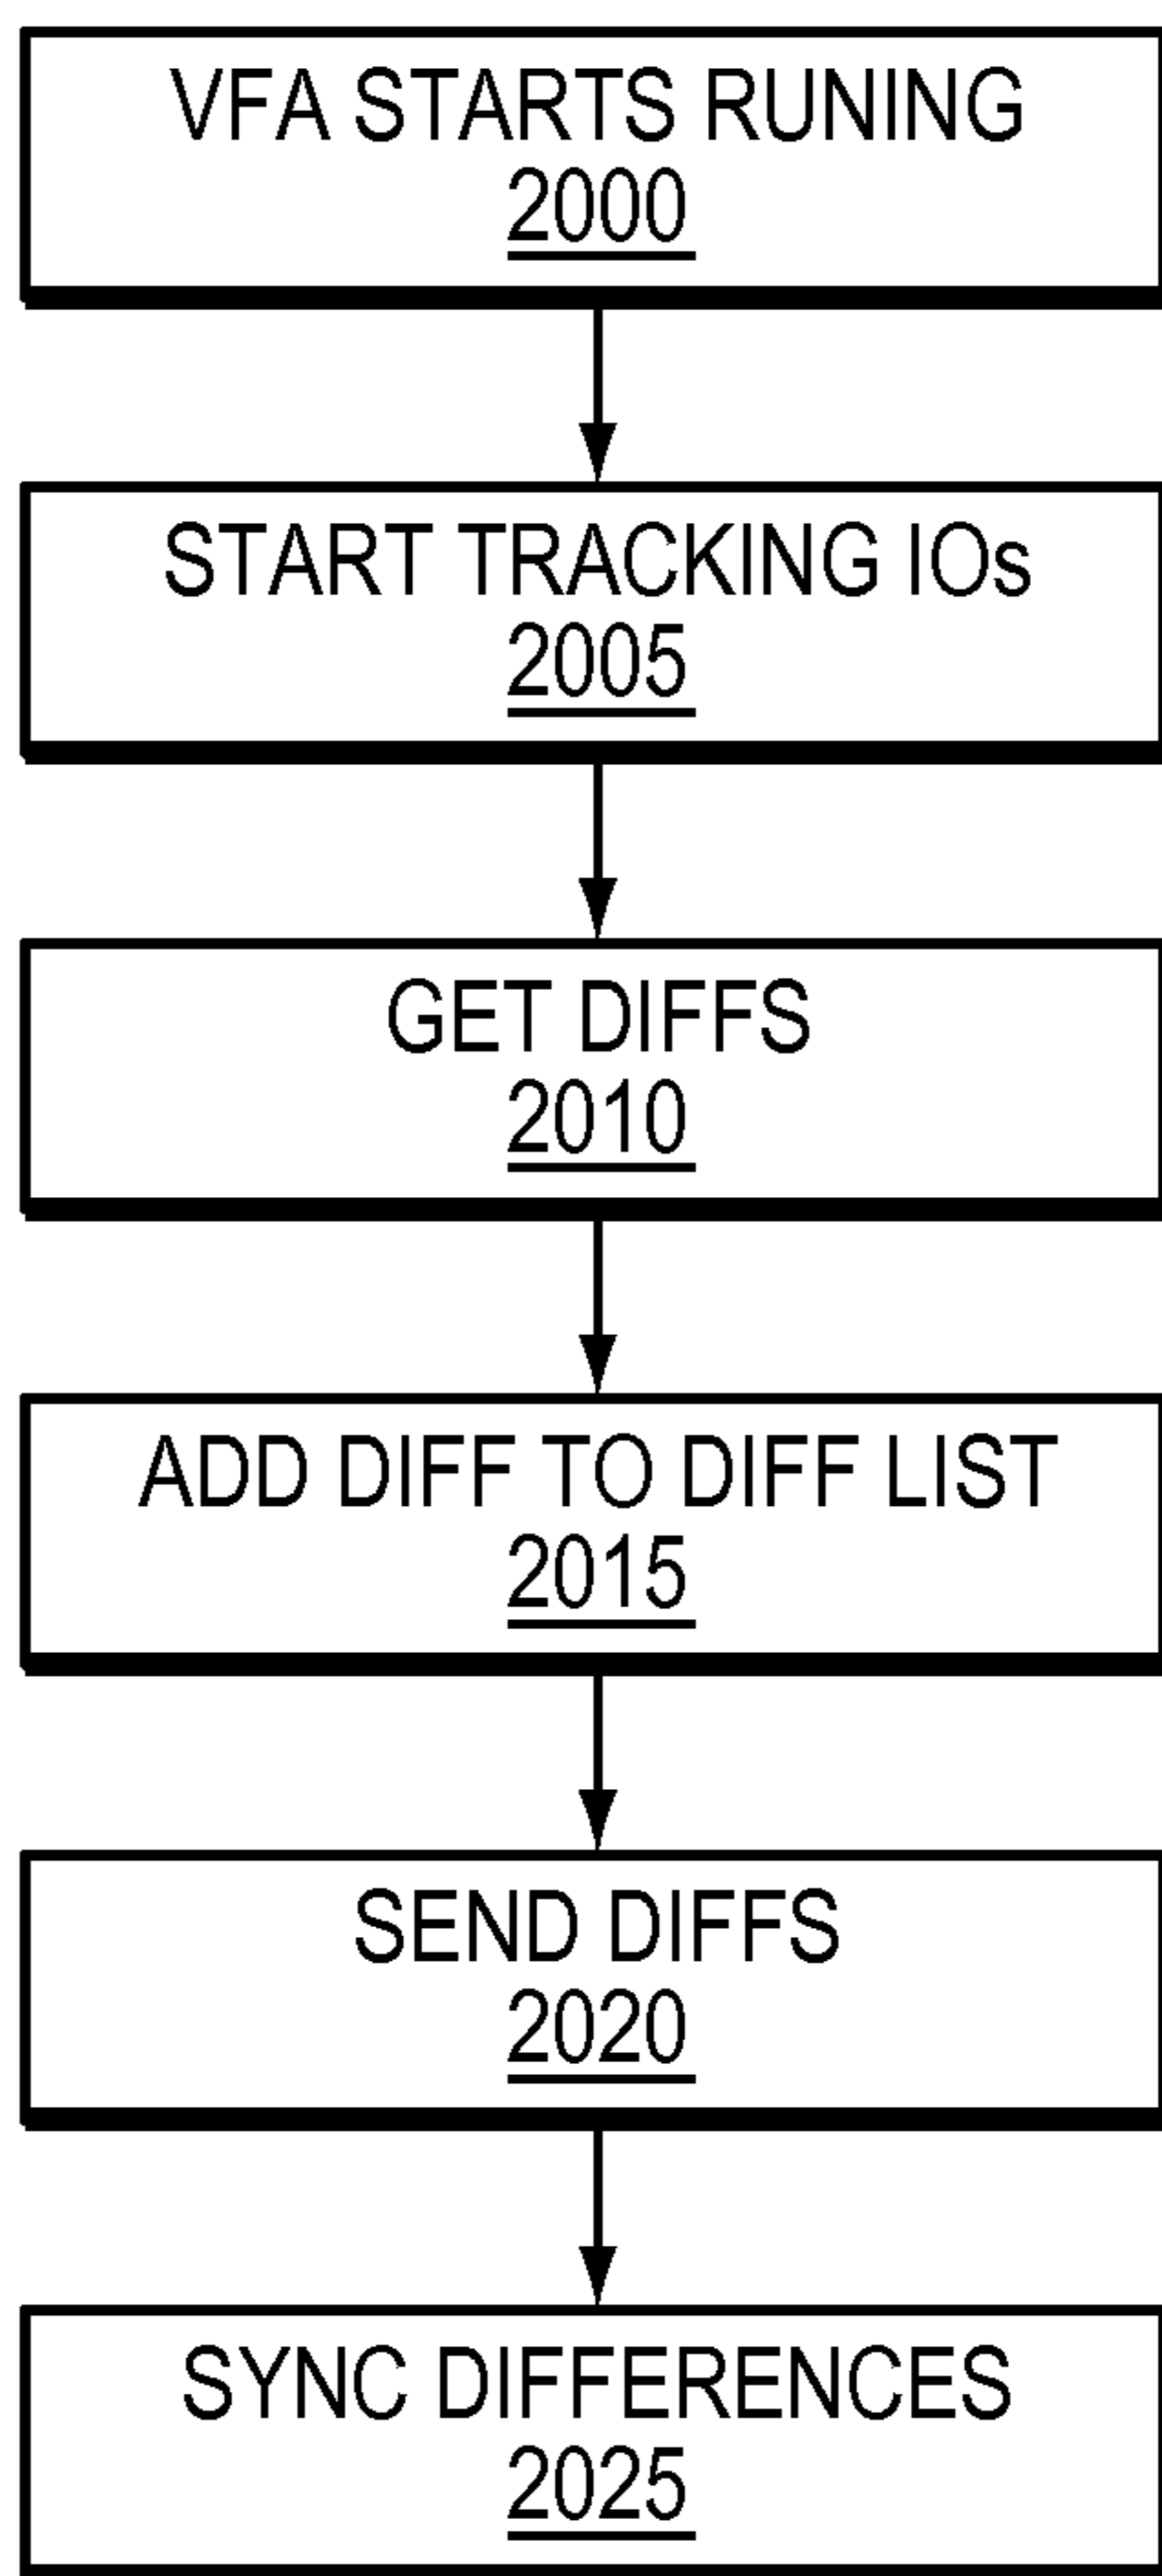 VFA STARTS RUNING
2000
START TRACKING IOs
2005
GET DIFFS
2010
ADD DIFF TO DIFF LIST
2015
SEND DIFFS
2020
SYNC DIFFERENCES
2025